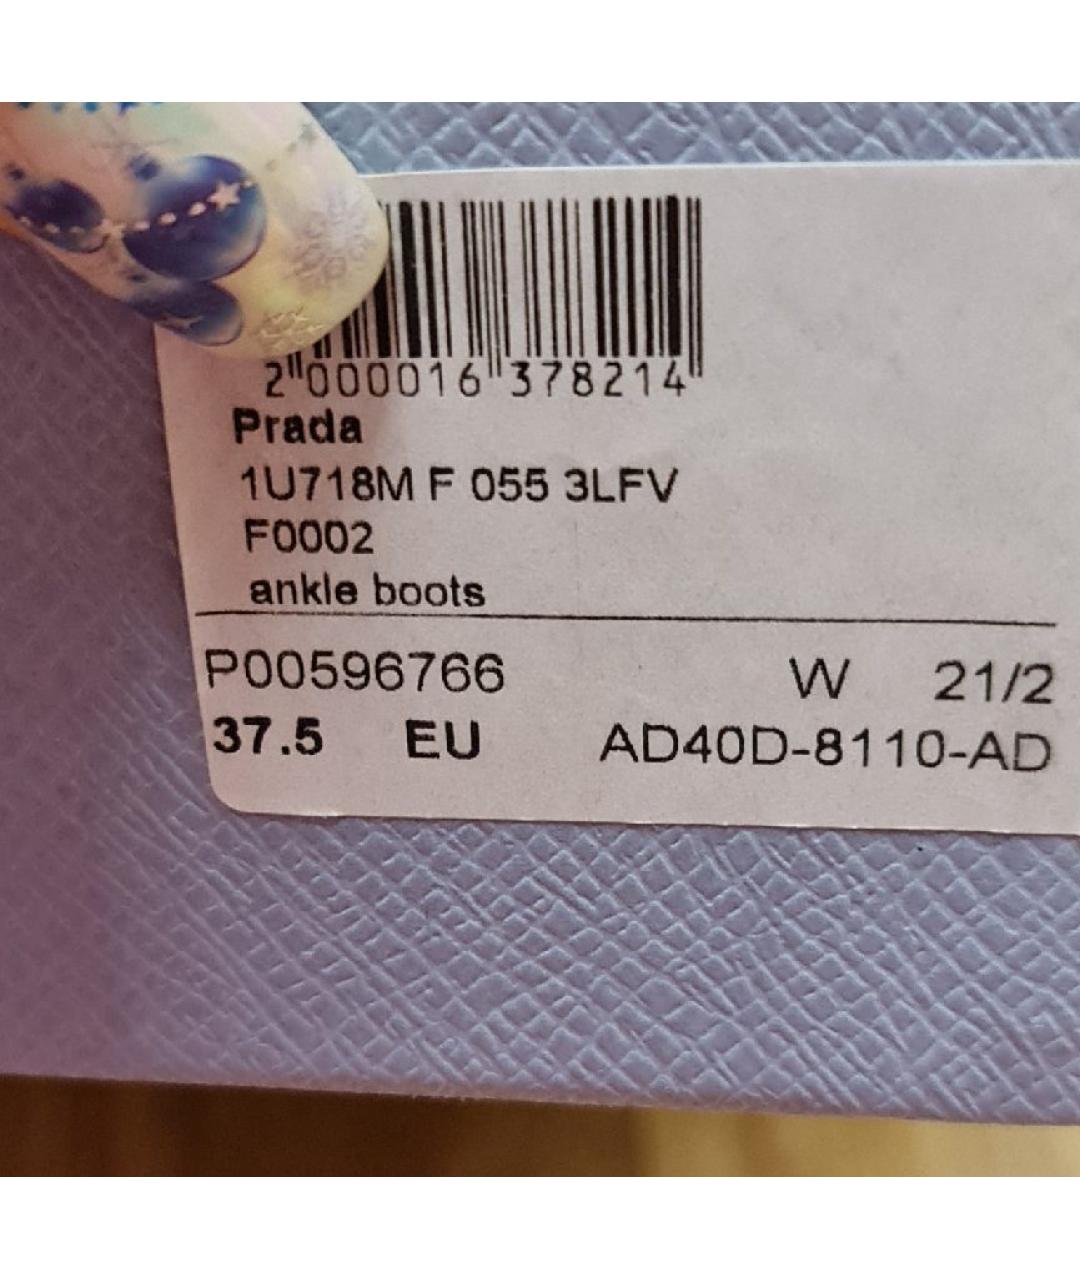 2"000016"378214"
Prada
1U718M F 055 3LFV
F0002
ankle boots
P00596766 W 21/2
37.5 EU AD40D-8110-AD